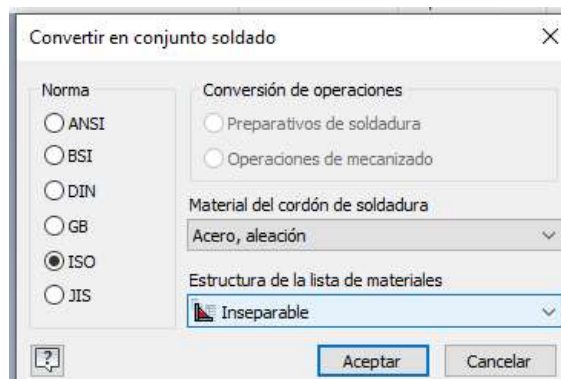 Convertir en conjunto soldado
Norma
ANSI
BSI
DIN
GB
ISO
JIS
Conversión de operaciones
Preparativos de soldadura
Operaciones de mecanizado
Material del cordón de soldadura
Acero, aleación
Estructura de la lista de materiales
Inseparable
?
Aceptar
Cancelar